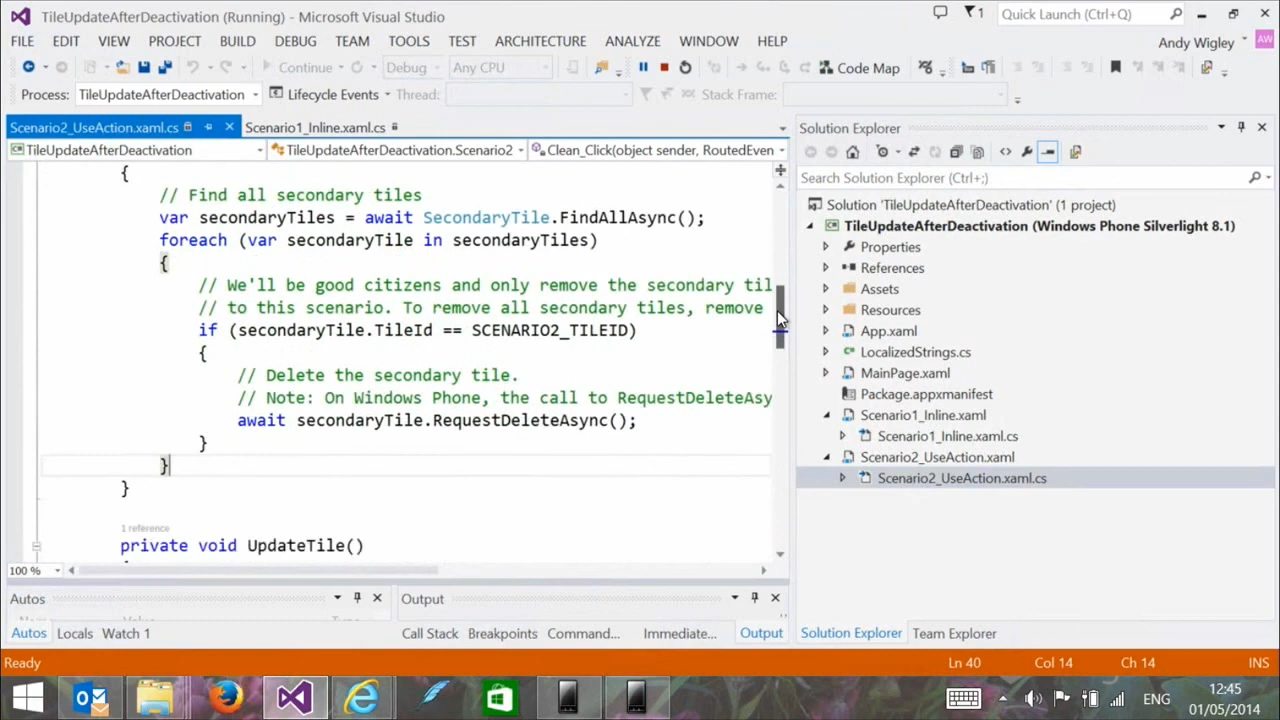 TileUpdateAfterDeactivation (Running) - Microsoft Visual Studio
1
Quick Launch (Ctrl+Q)
FILE EDIT VIEW PROJECT BUILD DEBUG TEAM TOOLS TEST ARCHITECTURE ANALYZE WINDOW HELP
Andy Wigley
AW
Continue
Debug
Any CPU
Code Map
Process: TileUpdateAfterDeactivation
Lifecycle Events
Thread:
Stack Frame:
Scenario2_UseAction.xaml.cs
Scenario1_Inline.xaml.cs
TileUpdateAfterDeactivation
TileUpdateAfterDeactivation.Scenario2
Clean_Click(object sender, RoutedEven
{
// Find all secondary tiles
var secondaryTiles = await SecondaryTile.FindAllAsync();
foreach (var secondaryTile in secondaryTiles)
{
// We'll be good citizens and only remove the secondary til
// to this scenario. To remove all secondary tiles, remove
if (secondaryTile.TileId == SCENARIO2_TILEID)
{
// Delete the secondary tile.
// Note: On Windows Phone, the call to RequestDeleteAsy
await secondaryTile.RequestDeleteAsync();
}
}
}
1 reference
private void UpdateTile()
100 %
Solution Explorer
Search Solution Explorer (Ctrl+;)
Solution 'TileUpdateAfterDeactivation' (1 project)
TileUpdateAfterDeactivation (Windows Phone Silverlight 8.1)
Properties
References
Assets
Resources
App.xaml
LocalizedStrings.cs
MainPage.xaml
Package.appxmanifest
Scenario1_Inline.xaml
Scenario1_Inline.xaml.cs
Scenario2_UseAction.xaml
Scenario2_UseAction.xaml.cs
Autos
Output
Autos Locals Watch 1
Call Stack Breakpoints Command... Immediate... Output
Solution Explorer Team Explorer
Ready
Ln 40
Col 14
Ch 14
INS
ENG
12:45
01/05/2014